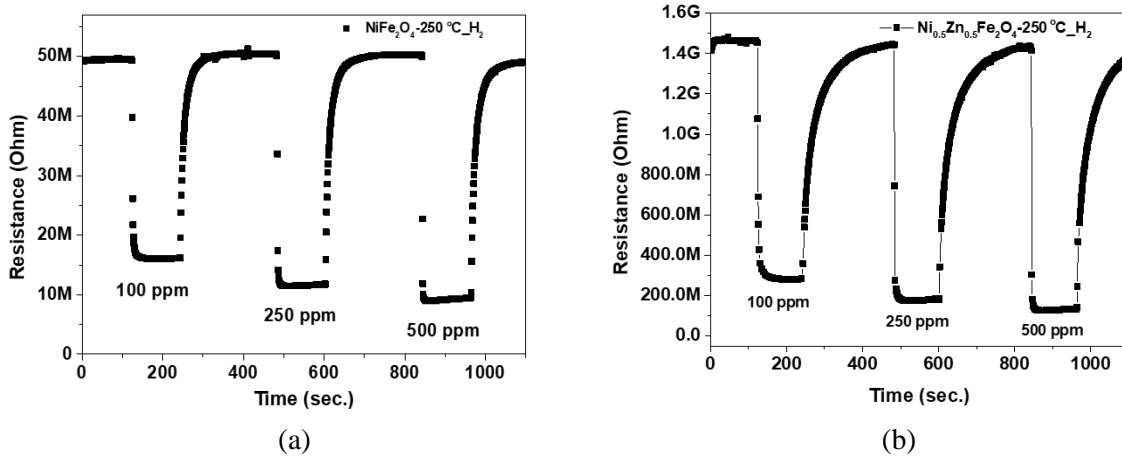 NiFe₂O₄-250 °C_H₂
50M
40M
30M
20M
10M
0
0 200 400 600 800 1000
Resistance (Ohm)
Time (sec.)
100 ppm
250 ppm
500 ppm
(a)
Ni₀.₅Zn₀.₅Fe₂O₄-250 °C_H₂
1.6G
1.4G
1.2G
1.0G
800.0M
600.0M
400.0M
200.0M
0.0
0 200 400 600 800 1000
Resistance (Ohm)
Time (sec.)
100 ppm
250 ppm
500 ppm
(b)